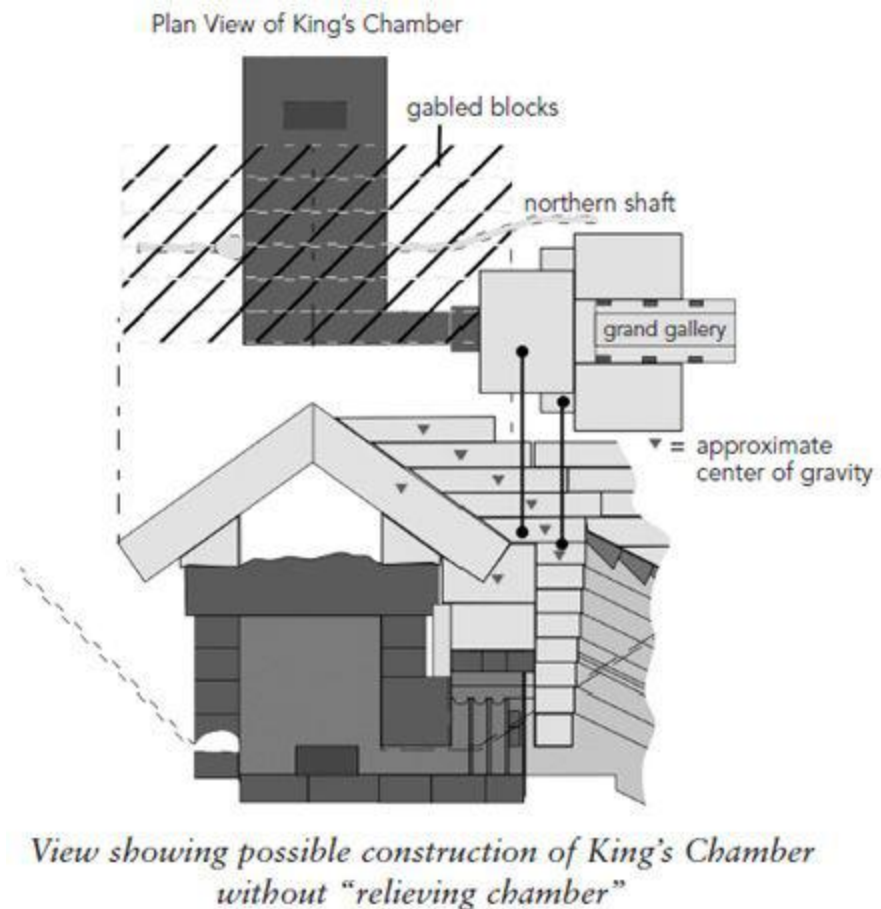 Plan View of King's Chamber
gabled blocks
northern shaft
grand gallery
▼ = approximate
center of gravity
View showing possible construction of King's Chamber
without “relieving chamber”